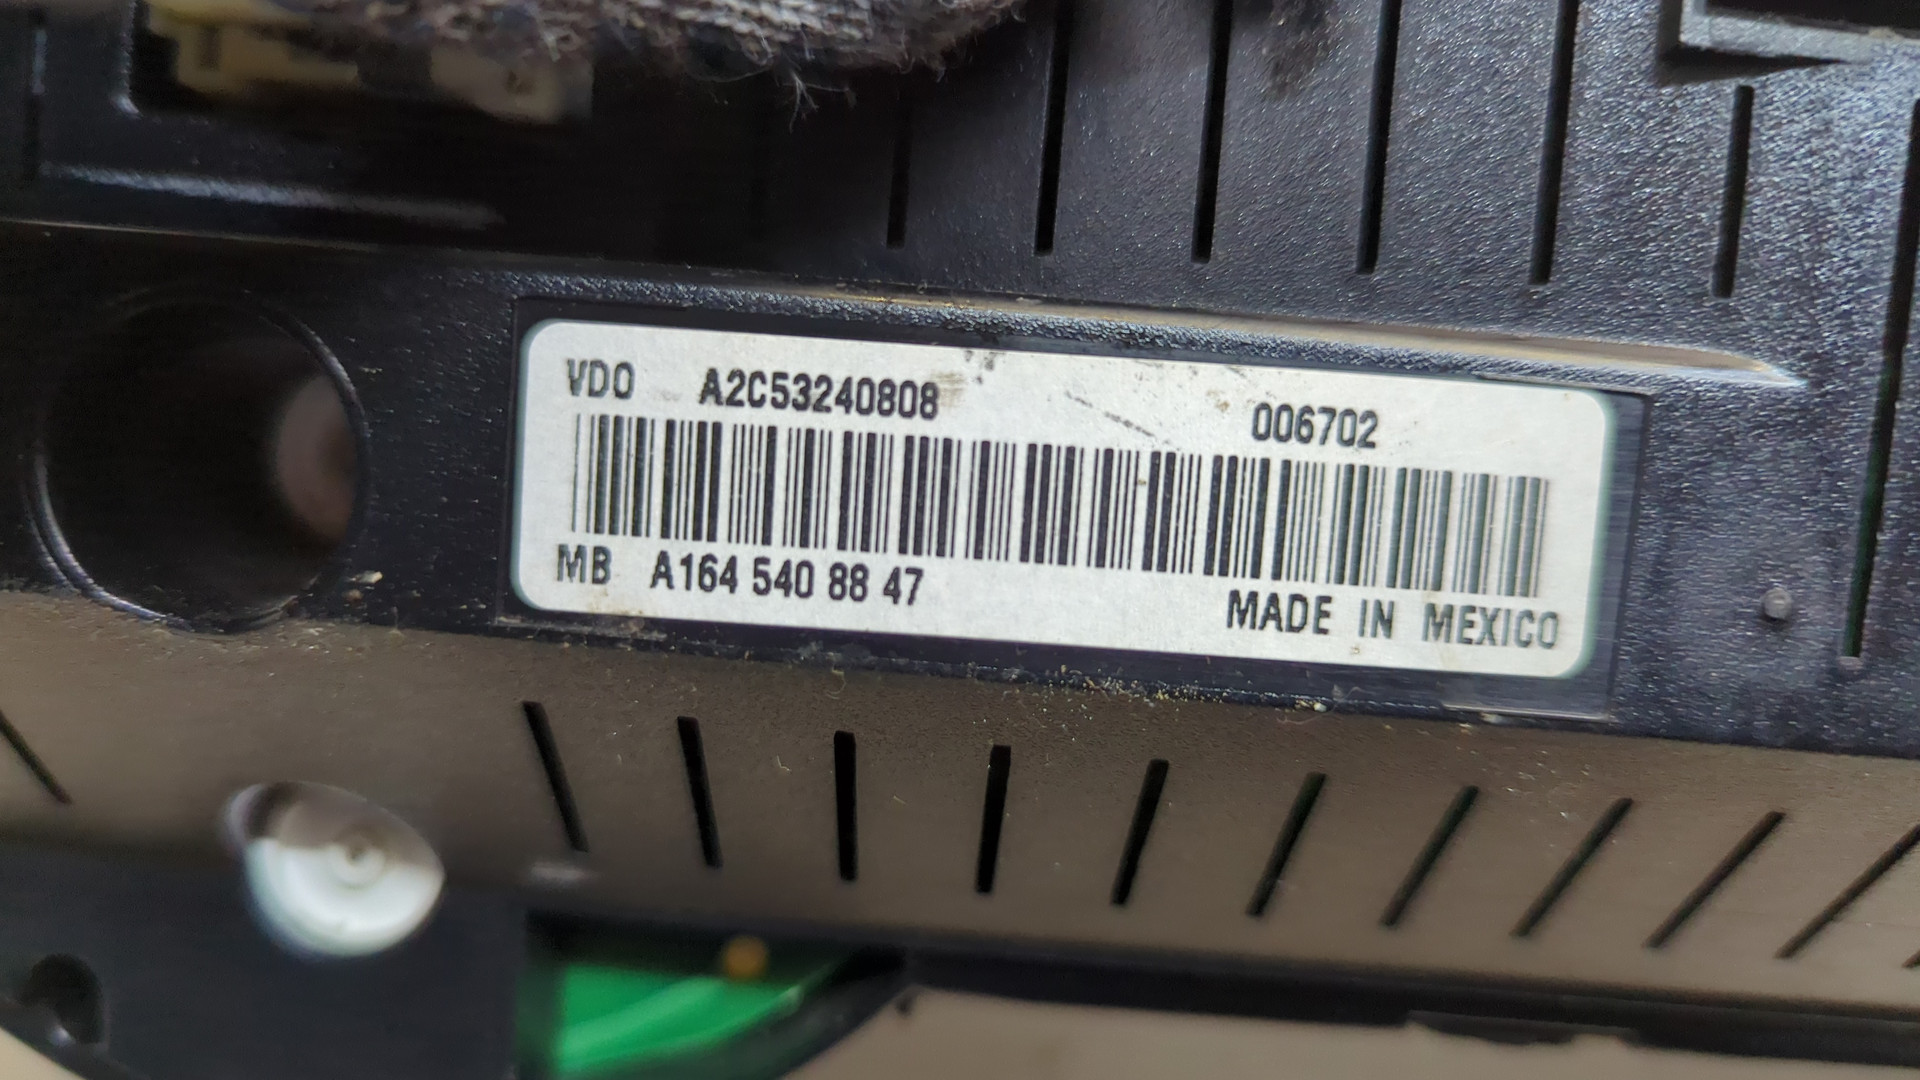 VDO A2C53240808 006702
MB A164 540 88 47 MADE IN MEXICO